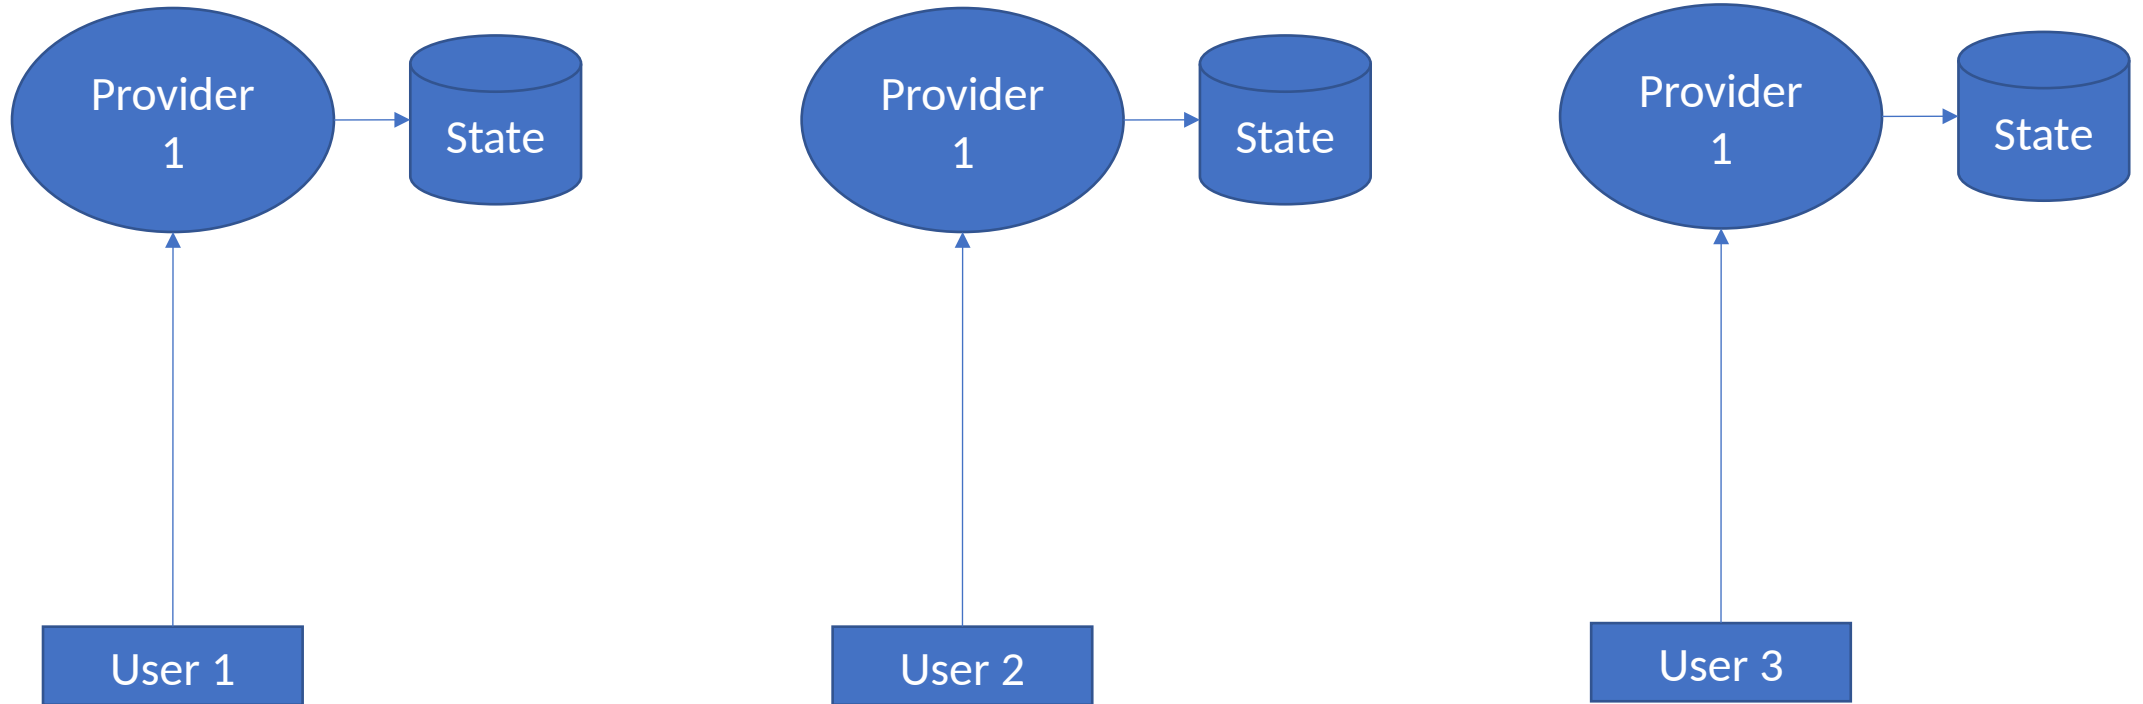 Provider
1
State
Provider
1
State
Provider
1
State
User 1
User 2
User 3